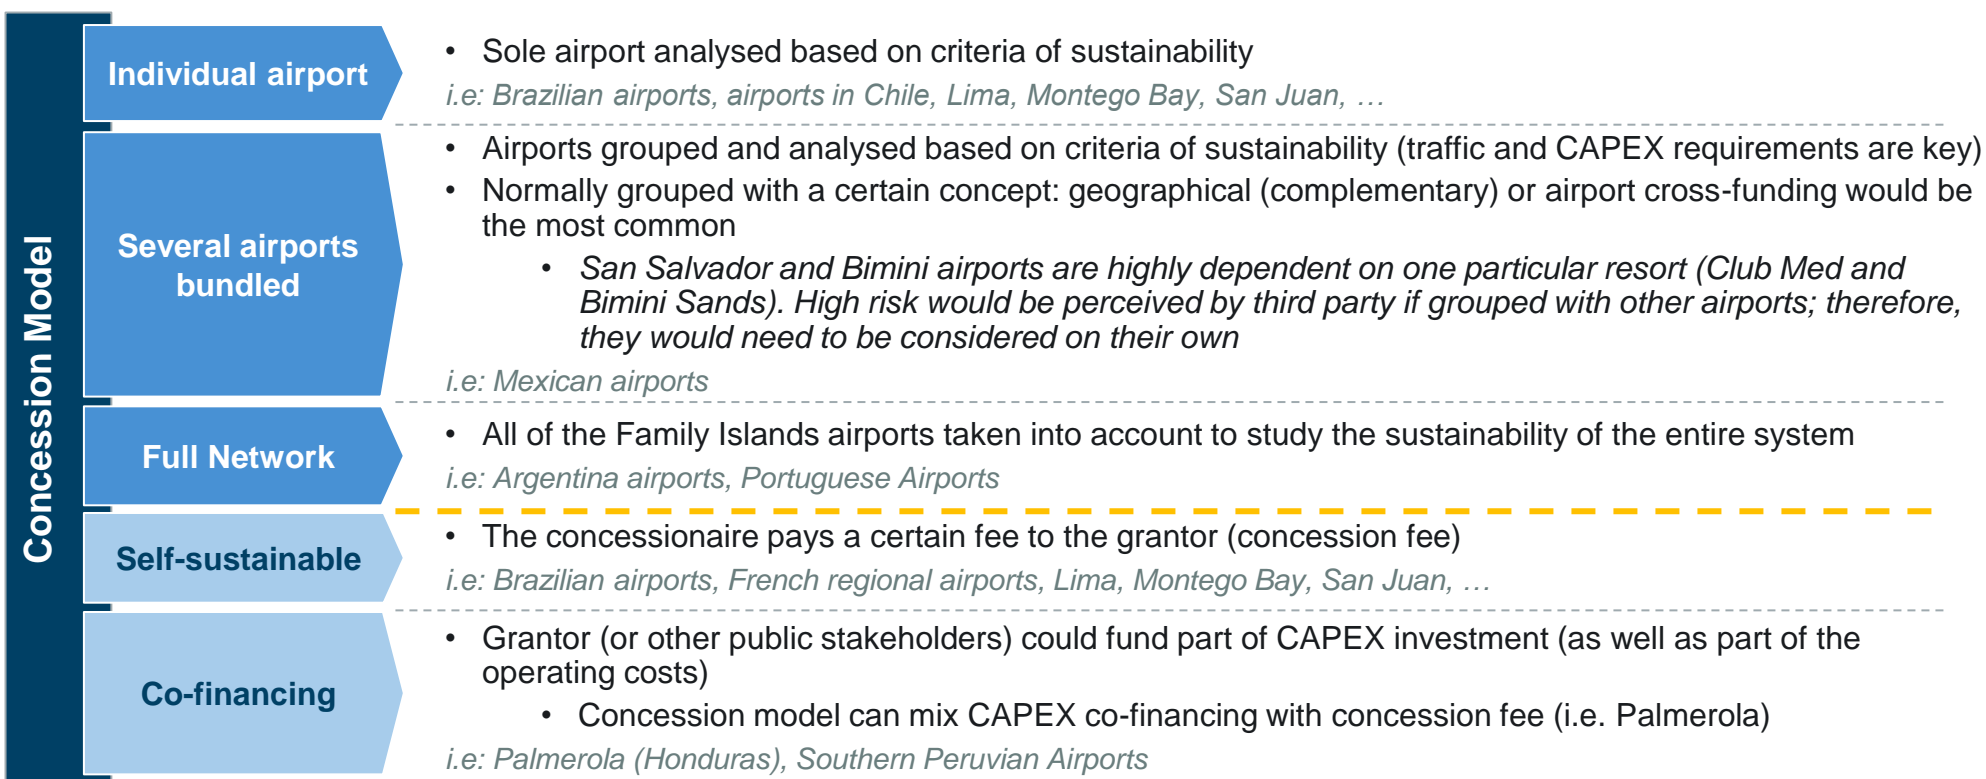 Concession Model
Individual airport
• Sole airport analysed based on criteria of sustainability
i.e: Brazilian airports, airports in Chile, Lima, Montego Bay, San Juan, …
Several airports
bundled
• Airports grouped and analysed based on criteria of sustainability (traffic and CAPEX requirements are key)
• Normally grouped with a certain concept: geographical (complementary) or airport cross-funding would be
the most common
• San Salvador and Bimini airports are highly dependent on one particular resort (Club Med and
Bimini Sands). High risk would be perceived by third party if grouped with other airports; therefore,
they would need to be considered on their own
i.e: Mexican airports
Full Network
• All of the Family Islands airports taken into account to study the sustainability of the entire system
i.e: Argentina airports, Portuguese Airports
Self-sustainable
• The concessionaire pays a certain fee to the grantor (concession fee)
i.e: Brazilian airports, French regional airports, Lima, Montego Bay, San Juan, …
Co-financing
• Grantor (or other public stakeholders) could fund part of CAPEX investment (as well as part of the
operating costs)
• Concession model can mix CAPEX co-financing with concession fee (i.e. Palmerola)
i.e: Palmerola (Honduras), Southern Peruvian Airports